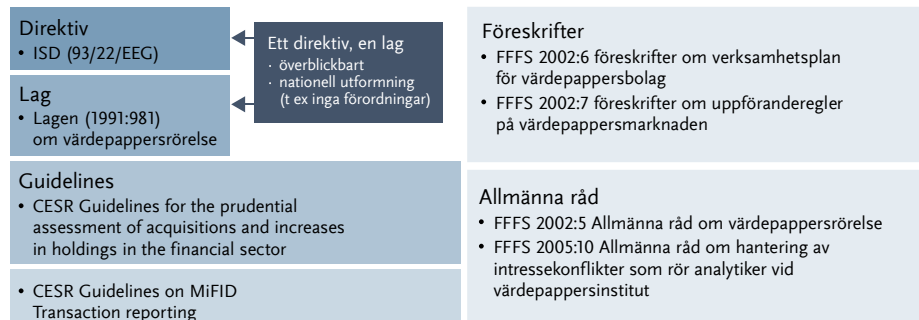 Direktiv
• ISD (93/22/EEG)
Lag
• Lagen (1991:981)
om värdepappersrörelse
Ett direktiv, en lag
· överblickbart
· nationell utformning
(t ex inga förordningar)
Guidelines
• CESR Guidelines for the prudential
assessment of acquisitions and increases
in holdings in the financial sector
• CESR Guidelines on MiFID
Transaction reporting
Föreskrifter
• FFFS 2002:6 föreskrifter om verksamhetsplan
för värdepappersbolag
• FFFS 2002:7 föreskrifter om uppföranderegler
på värdepappersmarknaden
Allmänna råd
• FFFS 2002:5 Allmänna råd om värdepappersrörelse
• FFFS 2005:10 Allmänna råd om hantering av
intressekonflikter som rör analytiker vid
värdepappersinstitut